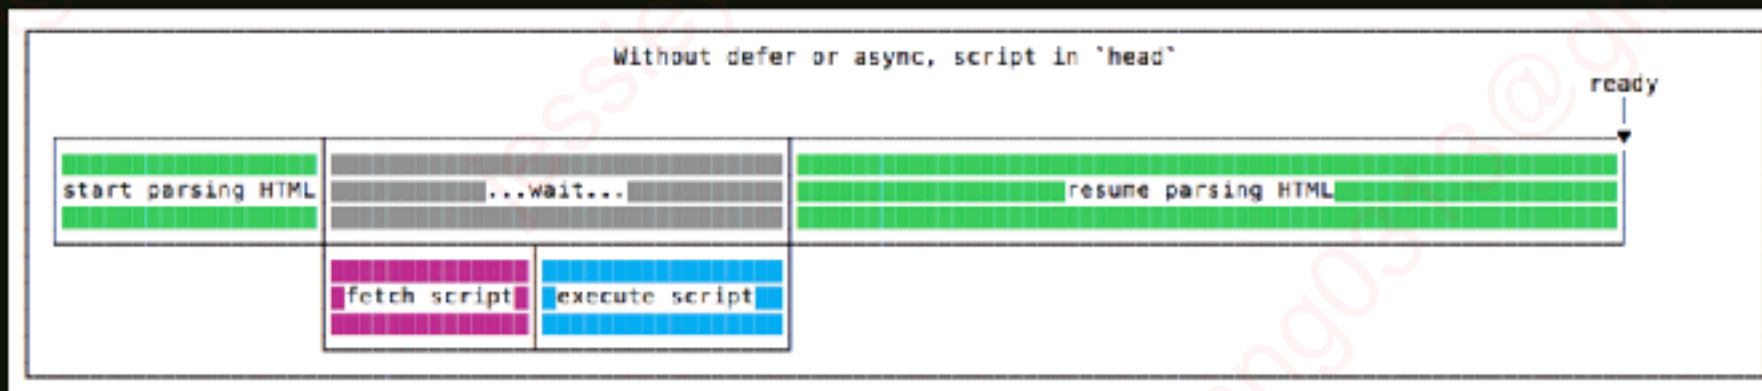 Without defer or async, script in `head`
ready
start parsing HTML ...wait... resume parsing HTML
fetch script execute script